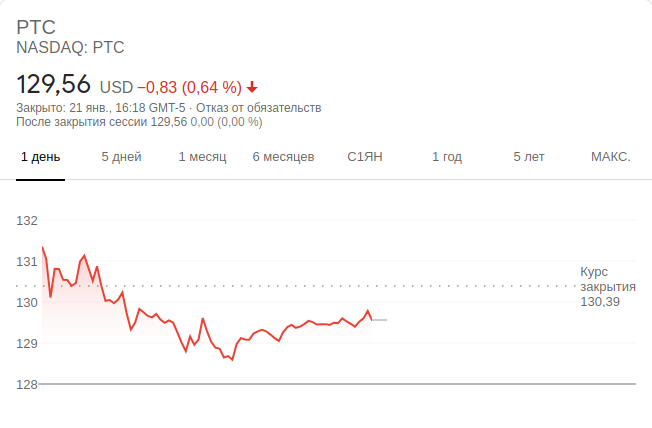 PTC
NASDAQ: PTC
129,56 USD −0,83 (0,64 %)
Закрыто: 21 янв., 16:18 GMT-5 · Отказ от обязательств
После закрытия сессии 129,56 0,00 (0,00 %)
1 день 5 дней 1 месяц 6 месяцев С1ЯН 1 год 5 лет МАКС.
132
131
Курс
закрытия
130,39
130
129
128